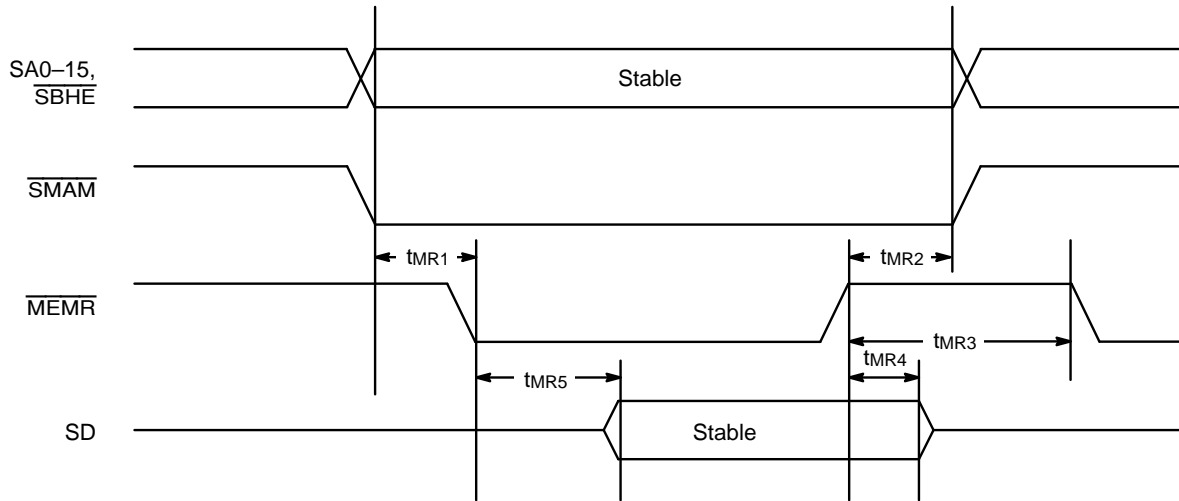 SA0–15,
SBHE
Stable
SMAM
tMR1
tMR2
MEMR
tMR3
tMR4
tMR5
SD
Stable